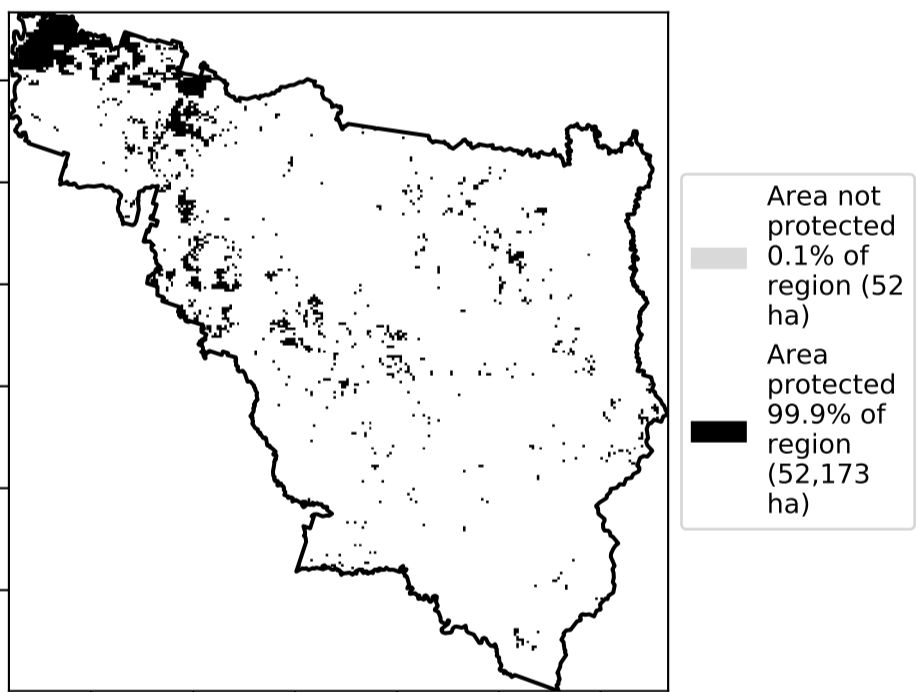 Area not
protected
0.1% of
region (52
ha)
Area
protected
99.9% of
region
(52,173
ha)